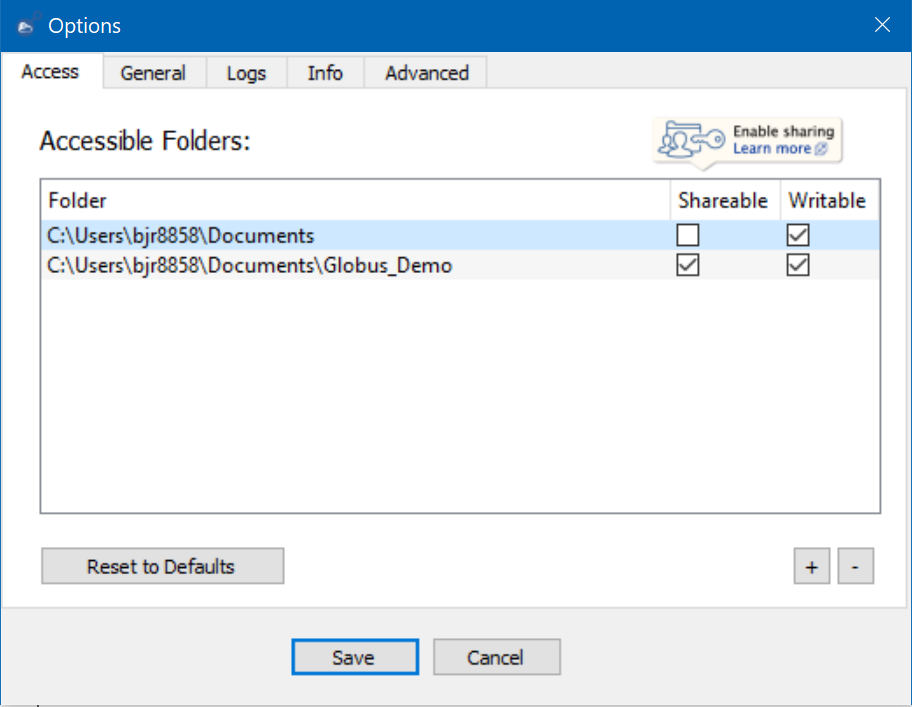 Options
Access General Logs Info Advanced
Accessible Folders:
Enable sharing
Learn more
Folder Shareable Writable
C:\Users\bjr8858\Documents
C:\Users\bjr8858\Documents\Globus_Demo
Reset to Defaults + -
Save Cancel